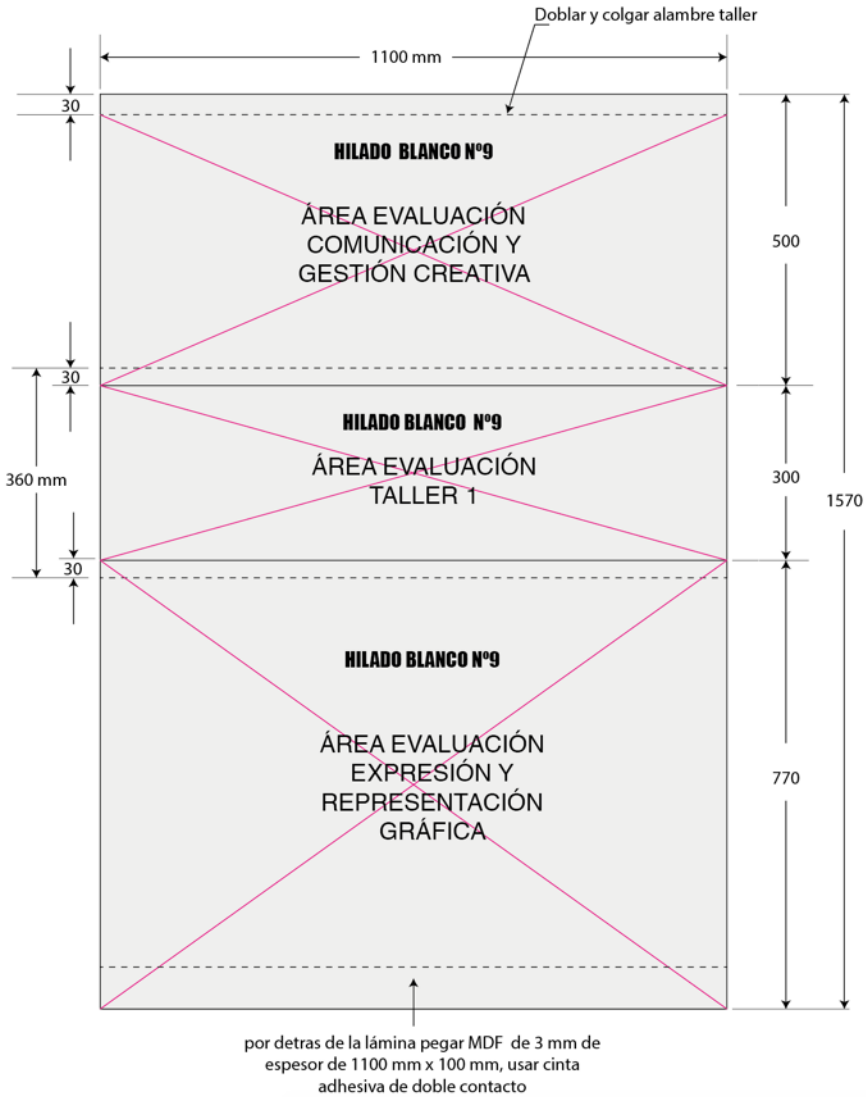 Doblar y colgar alambre taller
1100 mm
30
HILADO BLANCO Nº9
ÁREA EVALUACIÓN
COMUNICACIÓN Y
GESTIÓN CREATIVA
500
30
HILADO BLANCO Nº9
ÁREA EVALUACIÓN
TALLER 1
360 mm
300
1570
30
HILADO BLANCO Nº9
ÁREA EVALUACIÓN
EXPRESIÓN Y
REPRESENTACIÓN
GRÁFICA
770
por detras de la lámina pegar MDF de 3 mm de
espesor de 1100 mm x 100 mm, usar cinta
adhesiva de doble contacto